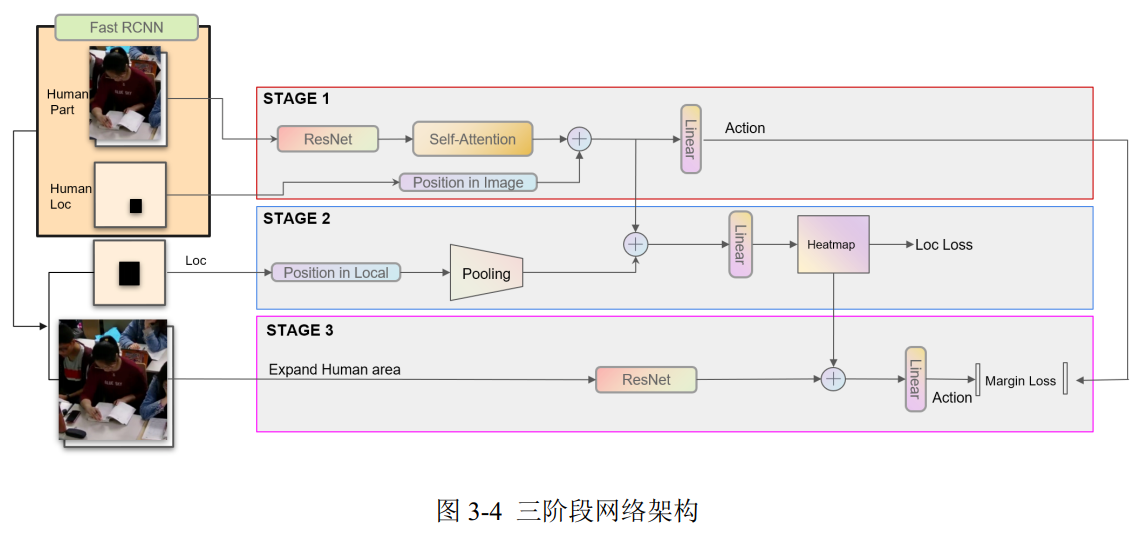 Fast RCNN
Human
Part
Human
Loc
Loc
STAGE 1
ResNet
Self-Attention
Position in Image
Linear
Action
STAGE 2
Position in Local
Pooling
Linear
Heatmap
Loc Loss
STAGE 3
Expand Human area
ResNet
Linear
Action
Margin Loss
图 3-4 三阶段网络架构